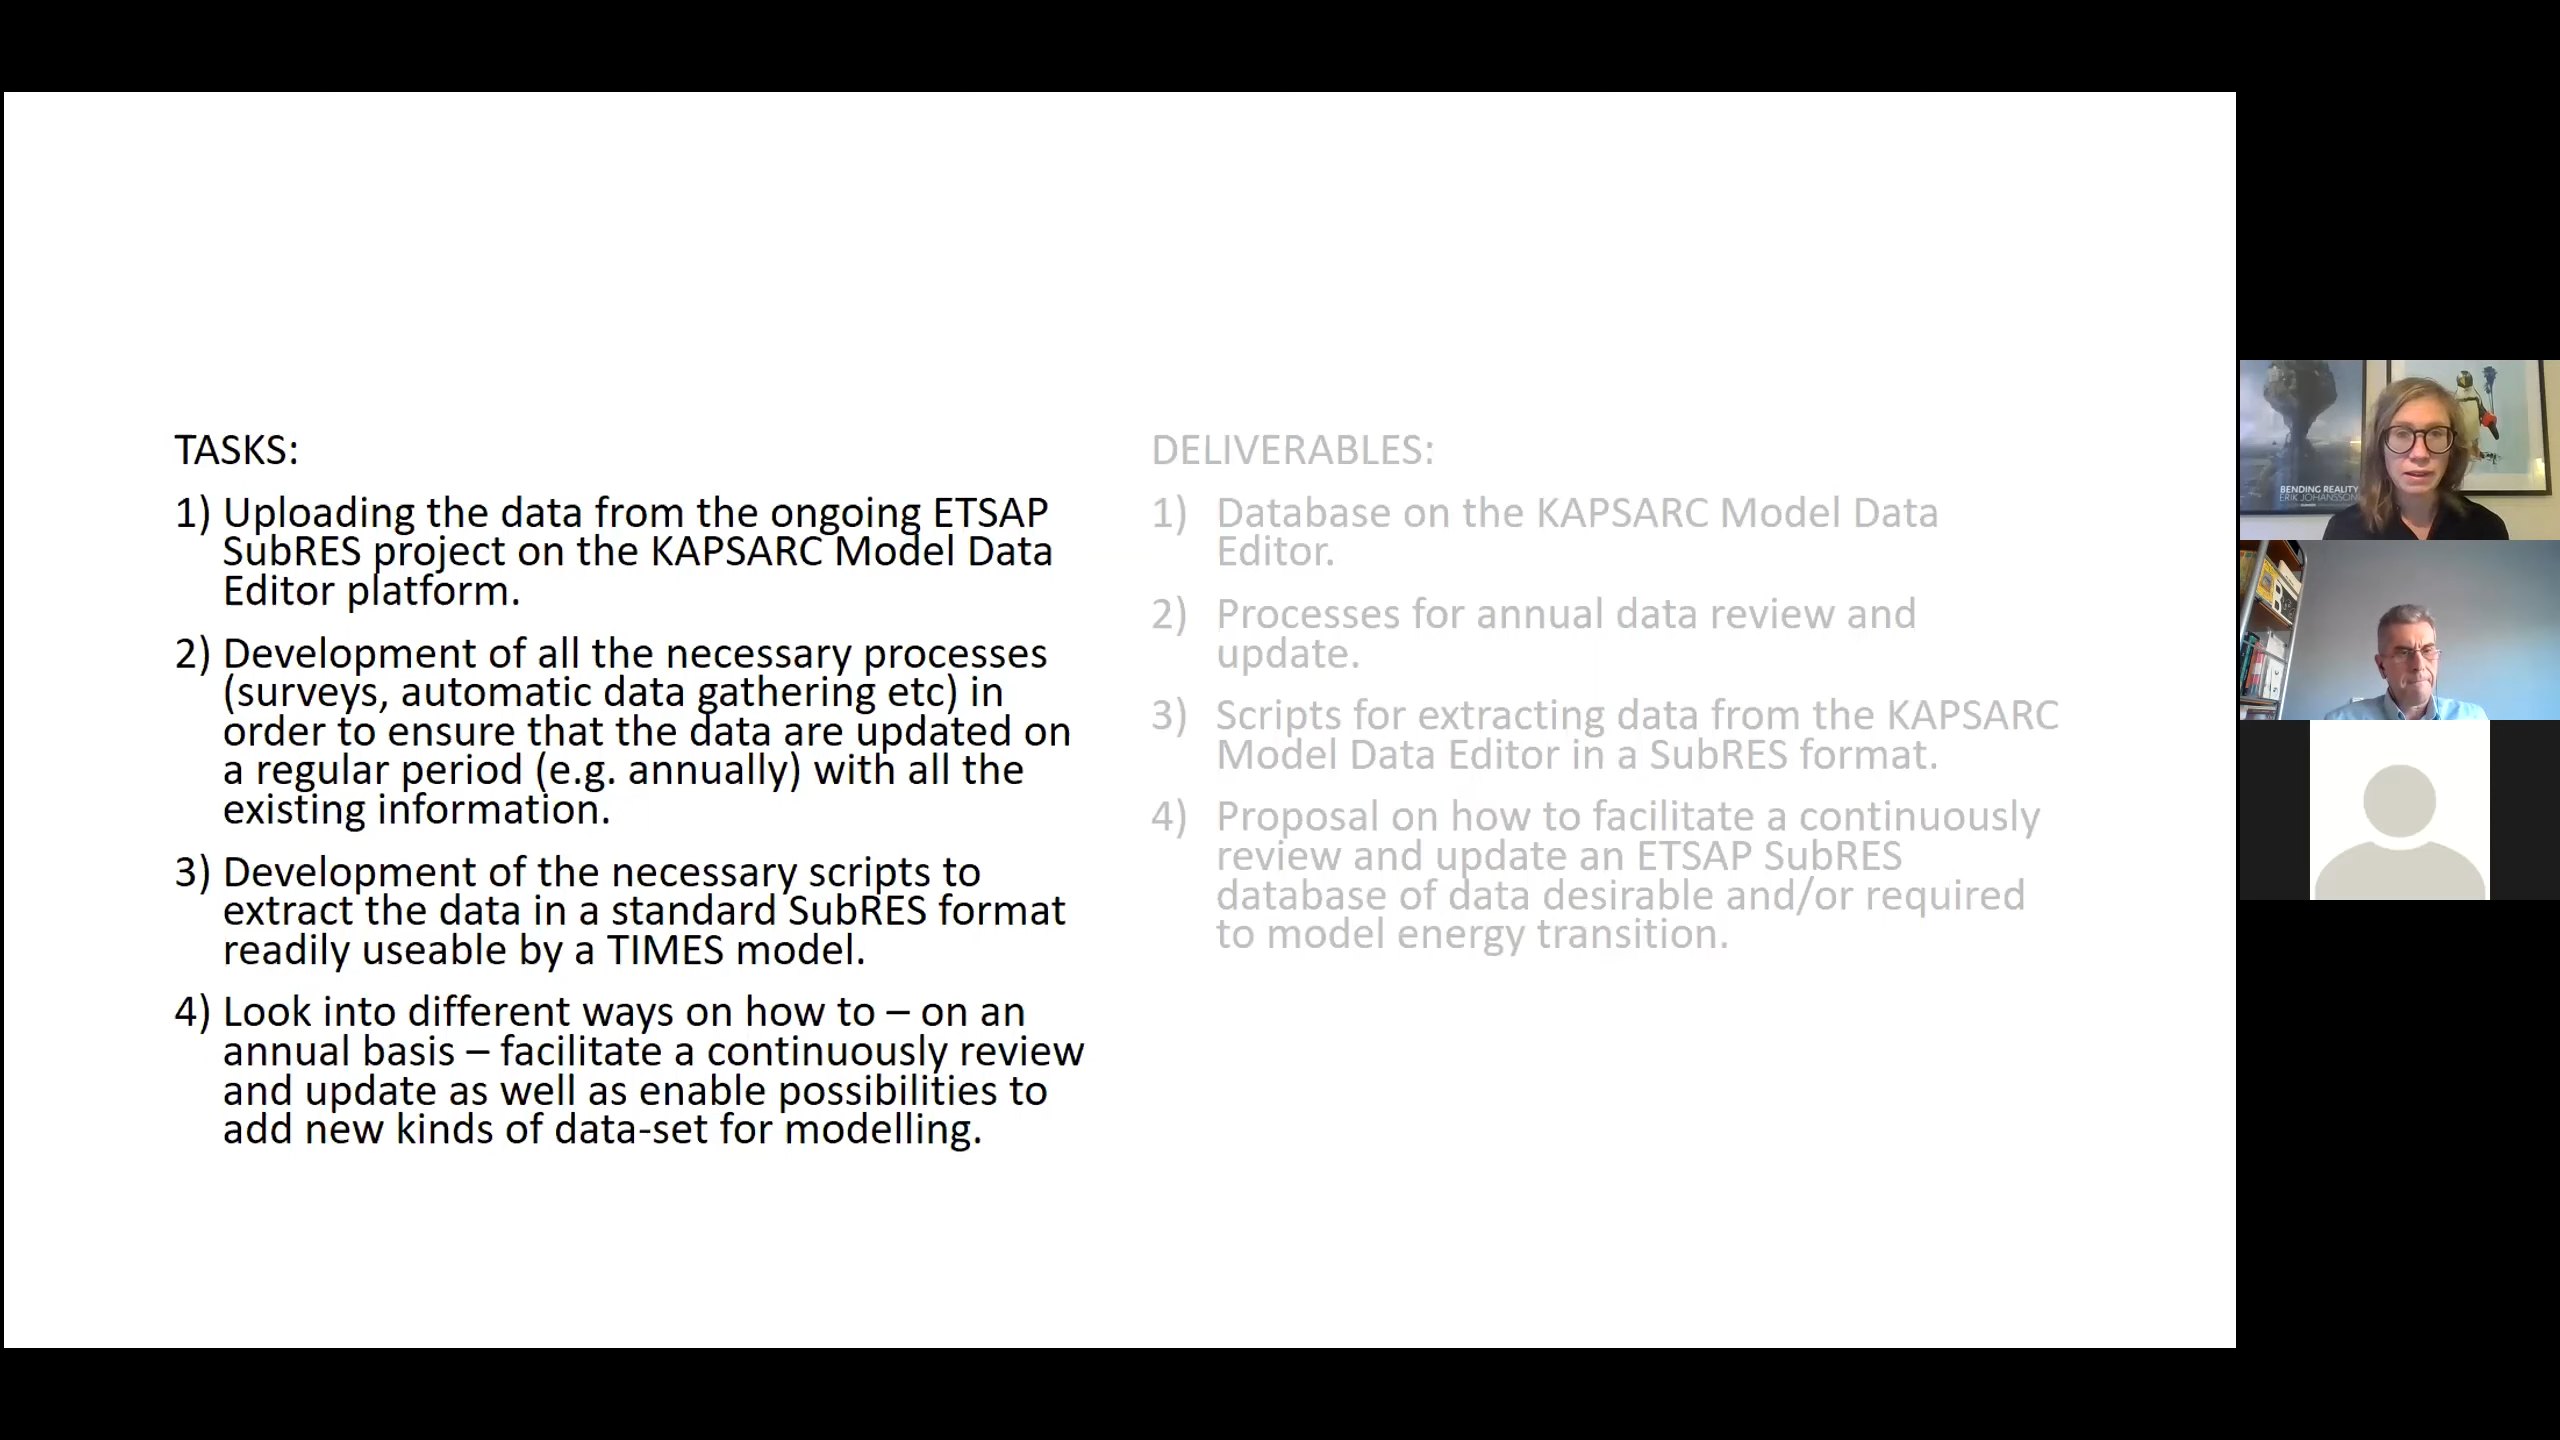 TASKS:
1) Uploading the data from the ongoing ETSAP
SubRES project on the KAPSARC Model Data
Editor platform.
2) Development of all the necessary processes
(surveys, automatic data gathering etc) in
order to ensure that the data are updated on
a regular period (e.g. annually) with all the
existing information.
3) Development of the necessary scripts to
extract the data in a standard SubRES format
readily useable by a TIMES model.
4) Look into different ways on how to – on an
annual basis – facilitate a continuously review
and update as well as enable possibilities to
add new kinds of data-set for modelling.
DELIVERABLES:
1) Database on the KAPSARC Model Data
Editor.
2) Processes for annual data review and
update.
3) Scripts for extracting data from the KAPSARC
Model Data Editor in a SubRES format.
4) Proposal on how to facilitate a continuously
review and update an ETSAP SubRES
database of data desirable and/or required
to model energy transition.
BENDING REALITY
ERIK JOHANSSON